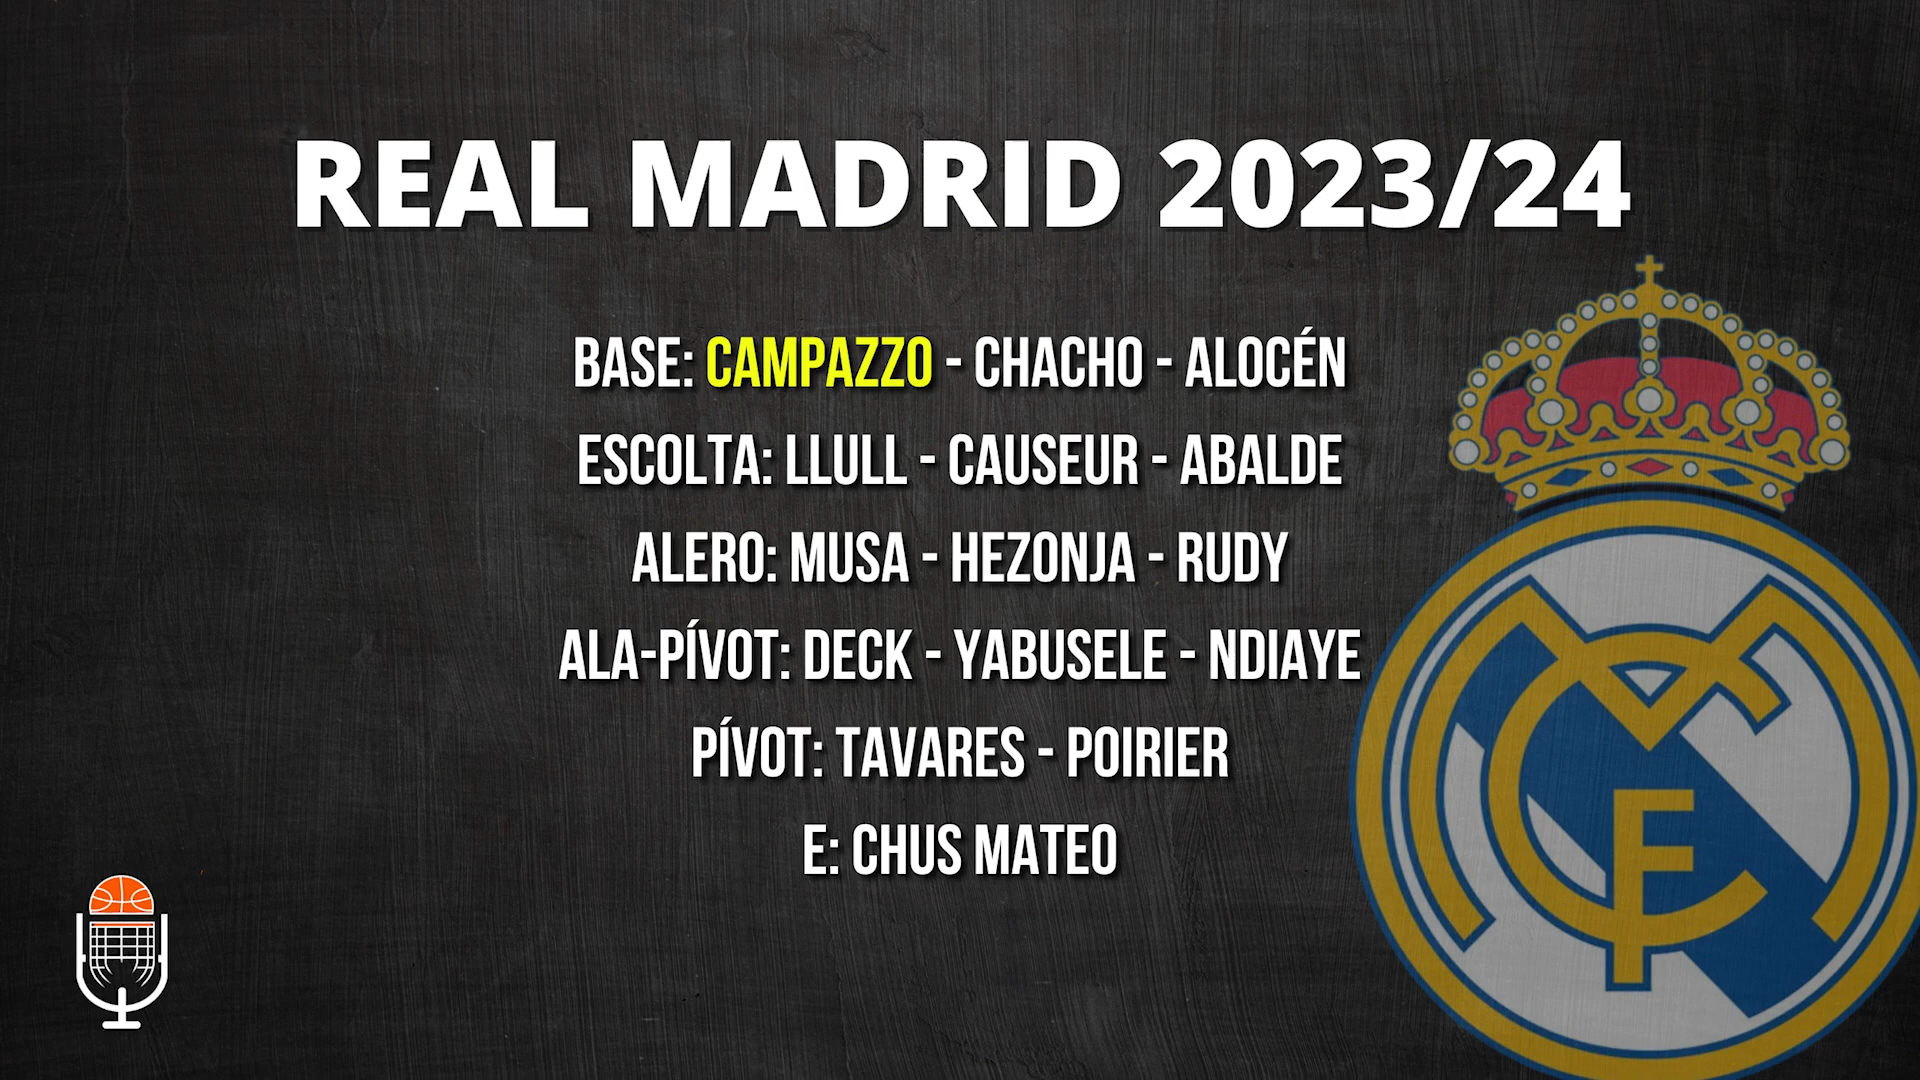 REAL MADRID 2023/24
BASE: CAMPAZZO - CHACHO - ALOCÉN
ESCOLTA: LLULL - CAUSEUR - ABALDE
ALERO: MUSA - HEZONJA - RUDY
ALA-PÍVOT: DECK - YABUSELE - NDIAYE
PÍVOT: TAVARES - POIRIER
E: CHUS MATEO